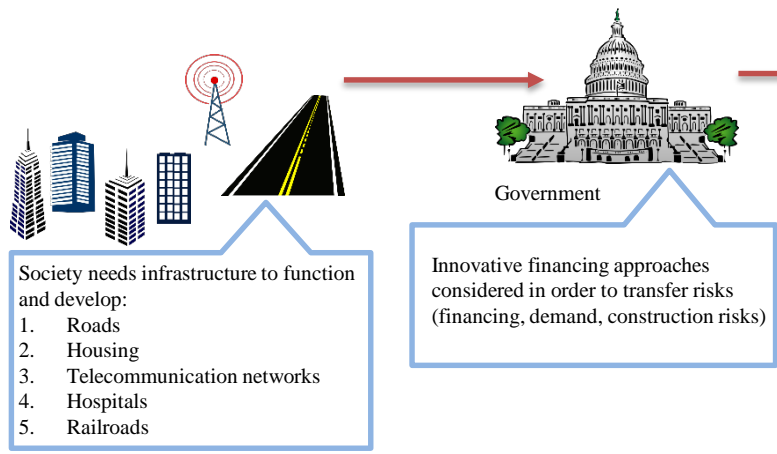 Government
Society needs infrastructure to function
and develop:
1. Roads
2. Housing
3. Telecommunication networks
4. Hospitals
5. Railroads
Innovative financing approaches
considered in order to transfer risks
(financing, demand, construction risks)